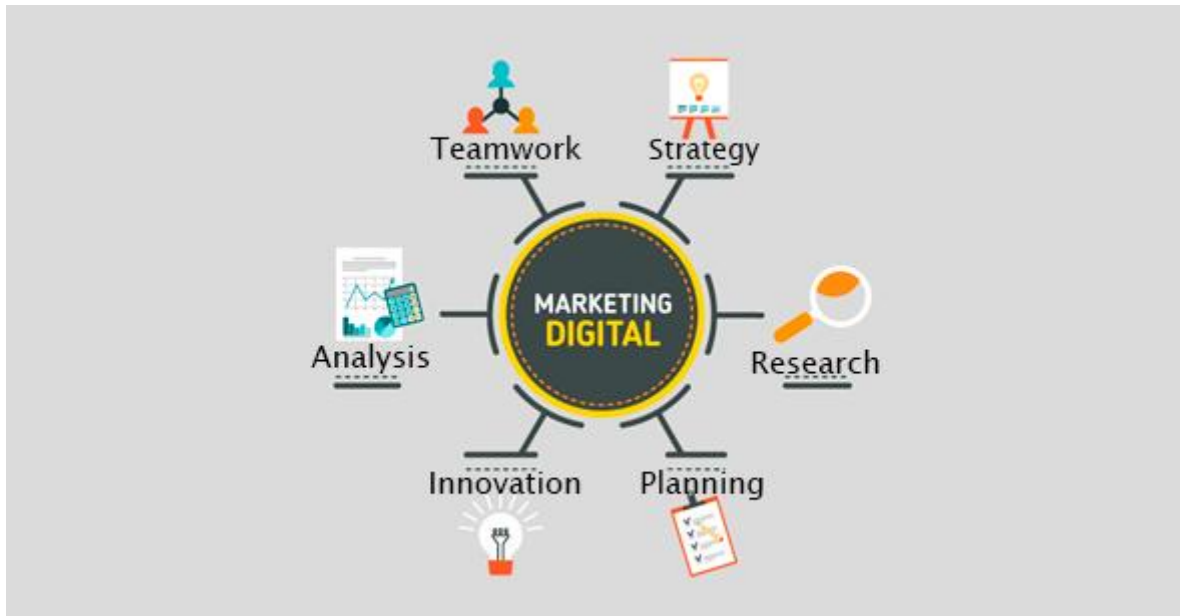 Teamwork
Strategy
Analysis
MARKETING
DIGITAL
Research
Innovation
Planning